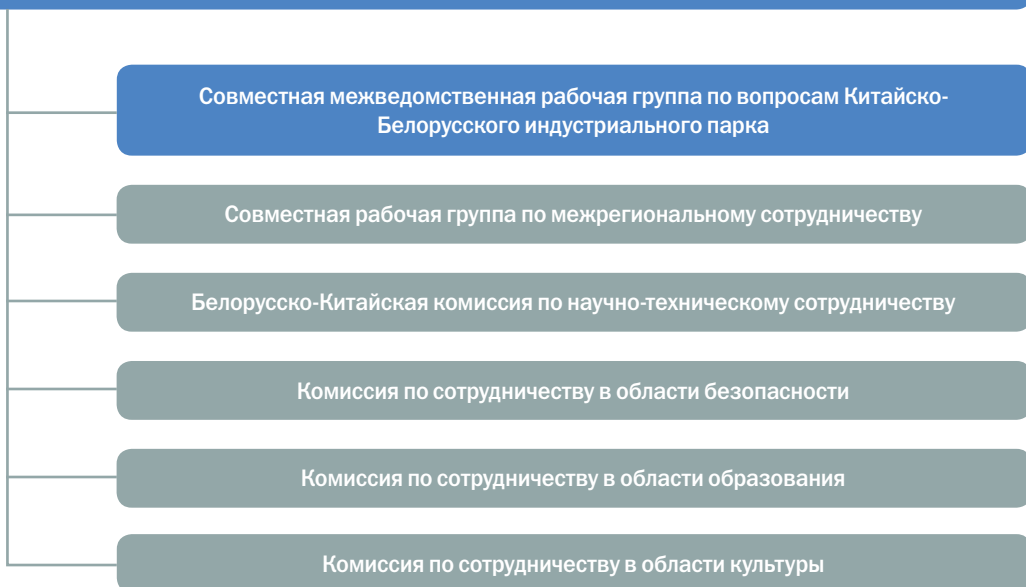 Совместная межведомственная рабочая группа по вопросам Китайско-
Белорусского индустриального парка
Совместная рабочая группа по межрегиональному сотрудничеству
Белорусско-Китайская комиссия по научно-техническому сотрудничеству
Комиссия по сотрудничеству в области безопасности
Комиссия по сотрудничеству в области образования
Комиссия по сотрудничеству в области культуры